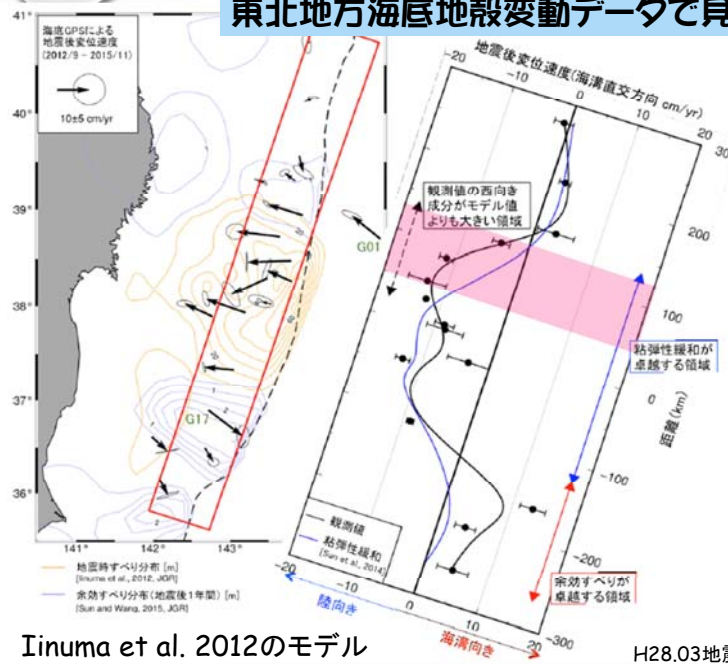 東北地方海底地殻変動データで見
海底GPSによる
地震後変位速度
(2012/9 - 2015/11)
10±5 cm/yr
40°
39°
38°
37°
36°
141°
142°
143°
G01
G17
地震時すべり分布 [m]
[Iinuma et al., 2012, JGR]
余効すべり分布(地震後1年間) [m]
[Sun and Wang, 2015, JGR]
地震後変位速度(海溝直交方向 cm/yr)
-20
-10
0
10
20
300
200
100
0
-100
-200
-300
距離(km)
観測値の西向き
成分がモデル値
よりも大きい領域
粘弾性緩和が
卓越する領域
余効すべりが
卓越する領域
観測値
粘弾性緩和
[Sun et al., 2014]
-20
-10
0
10
20
陸向き
海溝向き
Iinuma et al. 2012のモデル
H28.03地震